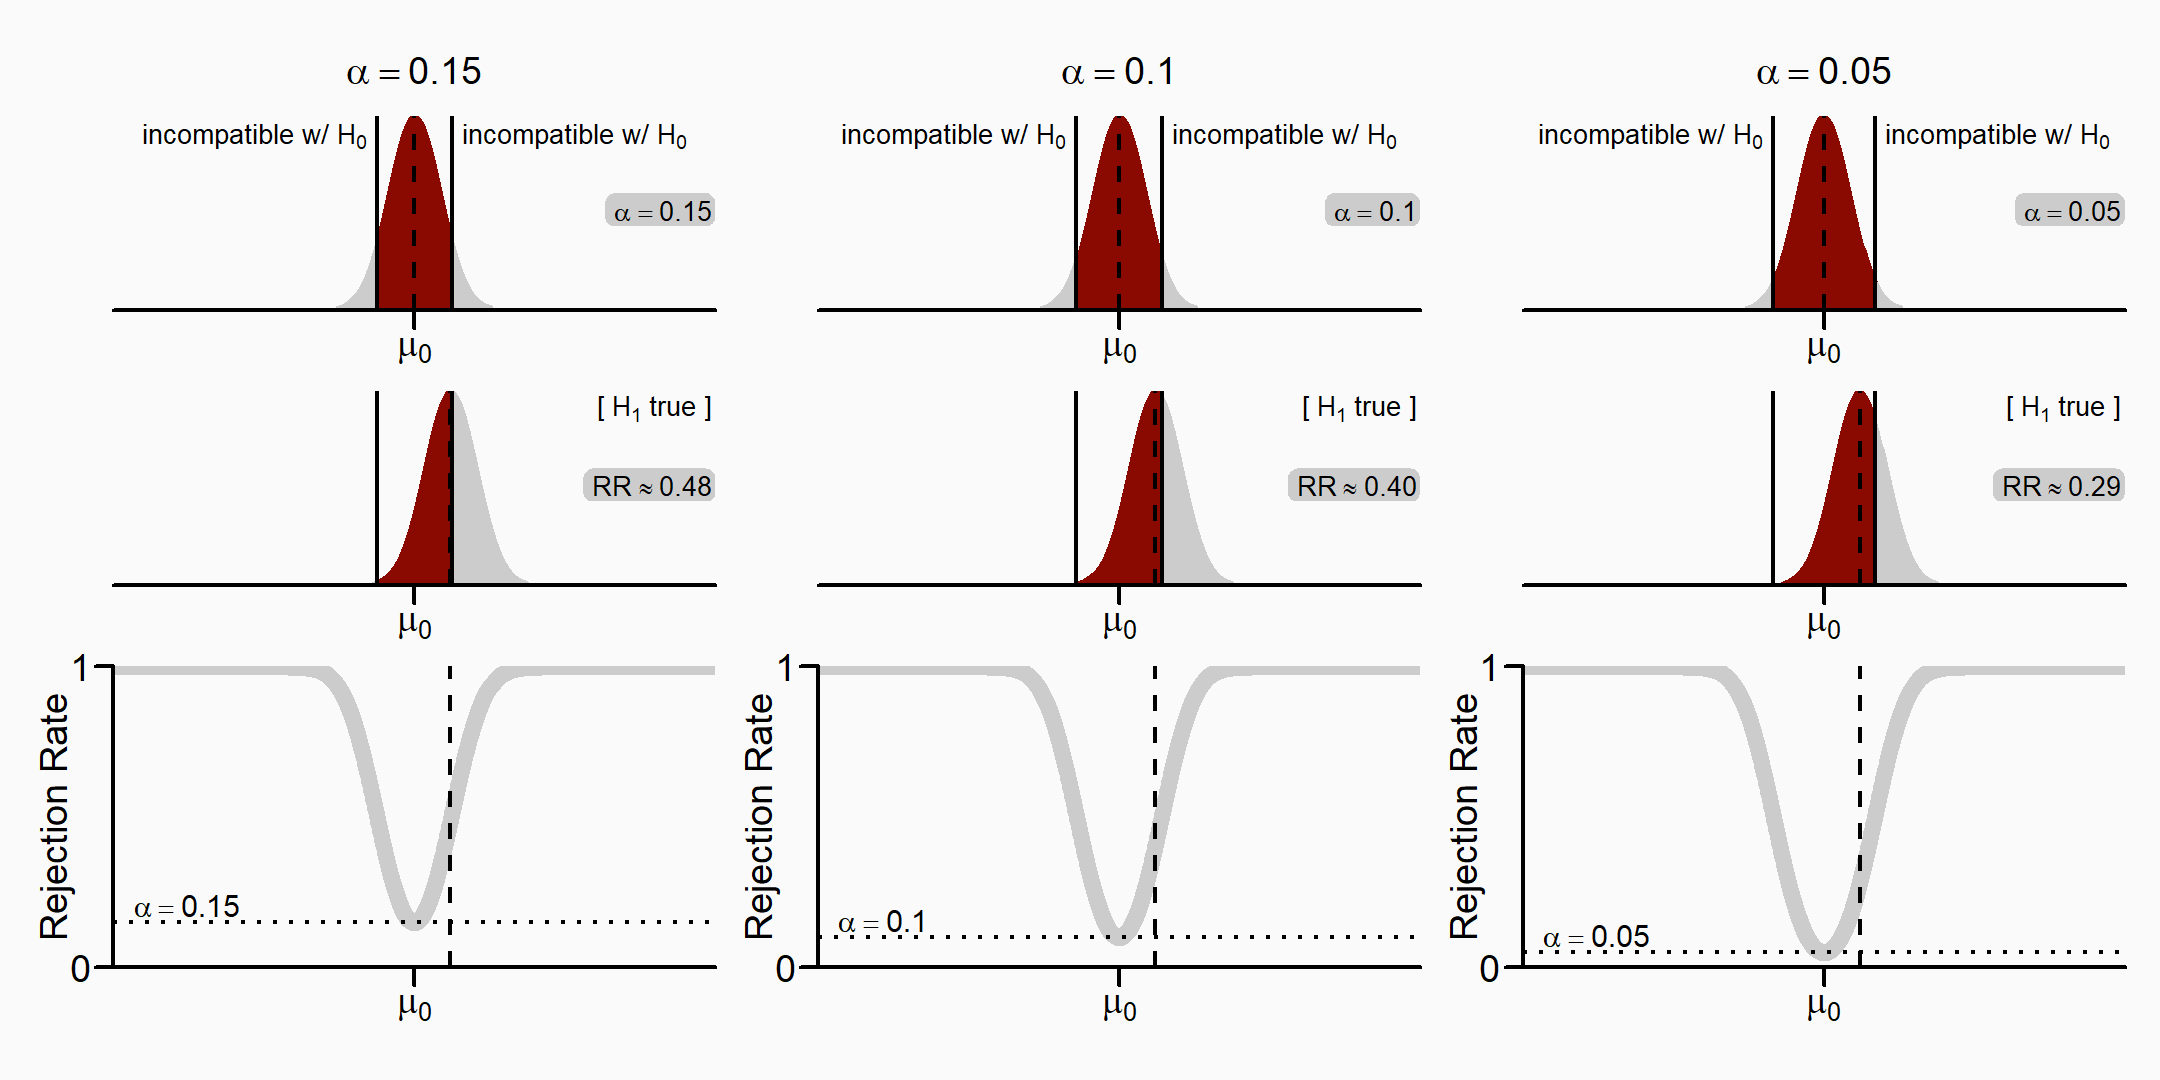 α = 0.15
incompatible w/ H₀
incompatible w/ H₀
α = 0.15
μ₀
[ H₁ true ]
RR ≈ 0.48
μ₀
1
Rejection Rate
α = 0.15
0
μ₀
α = 0.1
incompatible w/ H₀
incompatible w/ H₀
α = 0.1
μ₀
[ H₁ true ]
RR ≈ 0.40
μ₀
1
Rejection Rate
α = 0.1
0
μ₀
α = 0.05
incompatible w/ H₀
incompatible w/ H₀
α = 0.05
μ₀
[ H₁ true ]
RR ≈ 0.29
μ₀
1
Rejection Rate
α = 0.05
0
μ₀